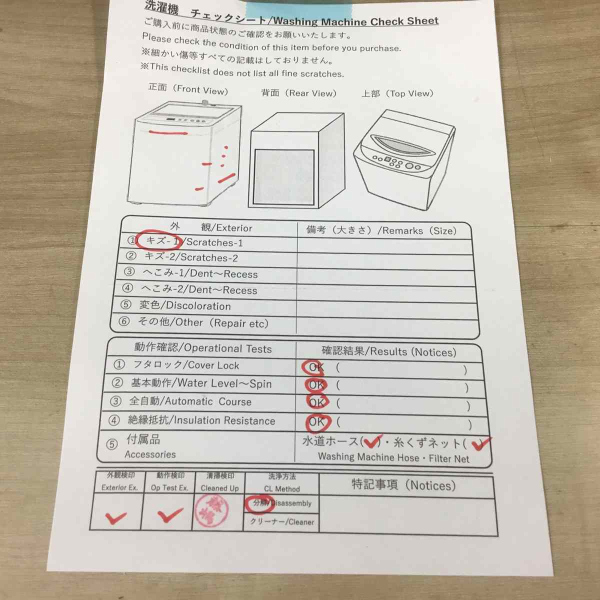 洗濯機 チェックシート/Washing Machine Check Sheet
ご購入前に商品状態のご確認をお願いいたします。
Please check the condition of this item before you purchase.
※細かい傷等すべての記載はしておりません。
※This checklist does not list all fine scratches.
正面（Front View） 背面（Rear View） 上部（Top View）
外 観/Exterior 備考（大きさ）/Remarks（Size）
① キズ-1/Scratches-1
② キズ-2/Scratches-2
③ へこみ-1/Dent～Recess
④ へこみ-2/Dent～Recess
⑤ 変色/Discoloration
⑥ その他/Other（Repair etc）
動作確認/Operational Tests 確認結果/Results (Notices)
① フタロック/Cover Lock OK ( )
② 基本動作/Water Level～Spin OK ( )
③ 全自動/Automatic Course OK ( )
④ 絶縁抵抗/Insulation Resistance OK ( )
⑤ 付属品 水道ホース(✓)・糸くずネット(✓)
Accessories Washing Machine Hose・Filter Net
外観検印 動作検印 清掃検印 洗浄方法 特記事項（Notices）
Exterior Ex. Op Test Ex. Cleaned Up CL Method
✓ ✓ 分解/Disassembly
クリーナー/Cleaner